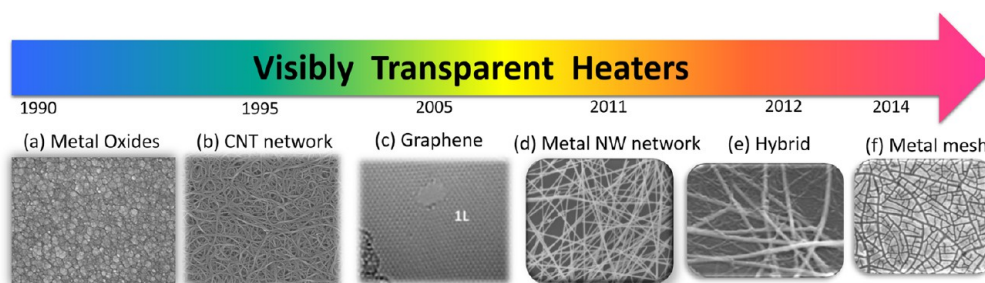 Visibly Transparent Heaters
1990 1995 2005 2011 2012 2014
(a) Metal Oxides (b) CNT network (c) Graphene (d) Metal NW network (e) Hybrid (f) Metal mesh
1L